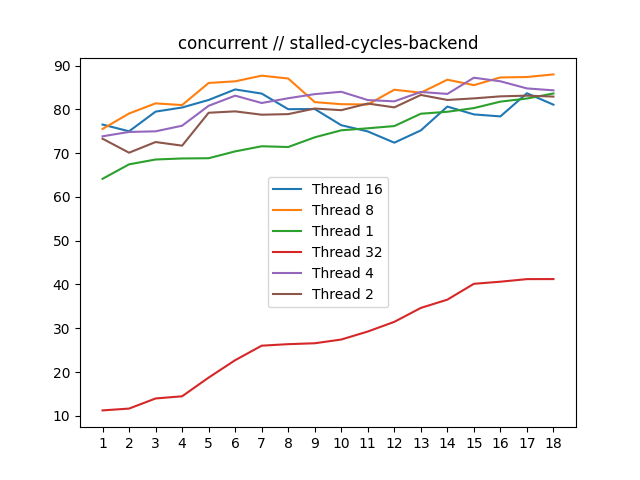 concurrent // stalled-cycles-backend
90
80
70
60
50
40
30
20
10
Thread 16
Thread 8
Thread 1
Thread 32
Thread 4
Thread 2
1 2 3 4 5 6 7 8 9 10 11 12 13 14 15 16 17 18